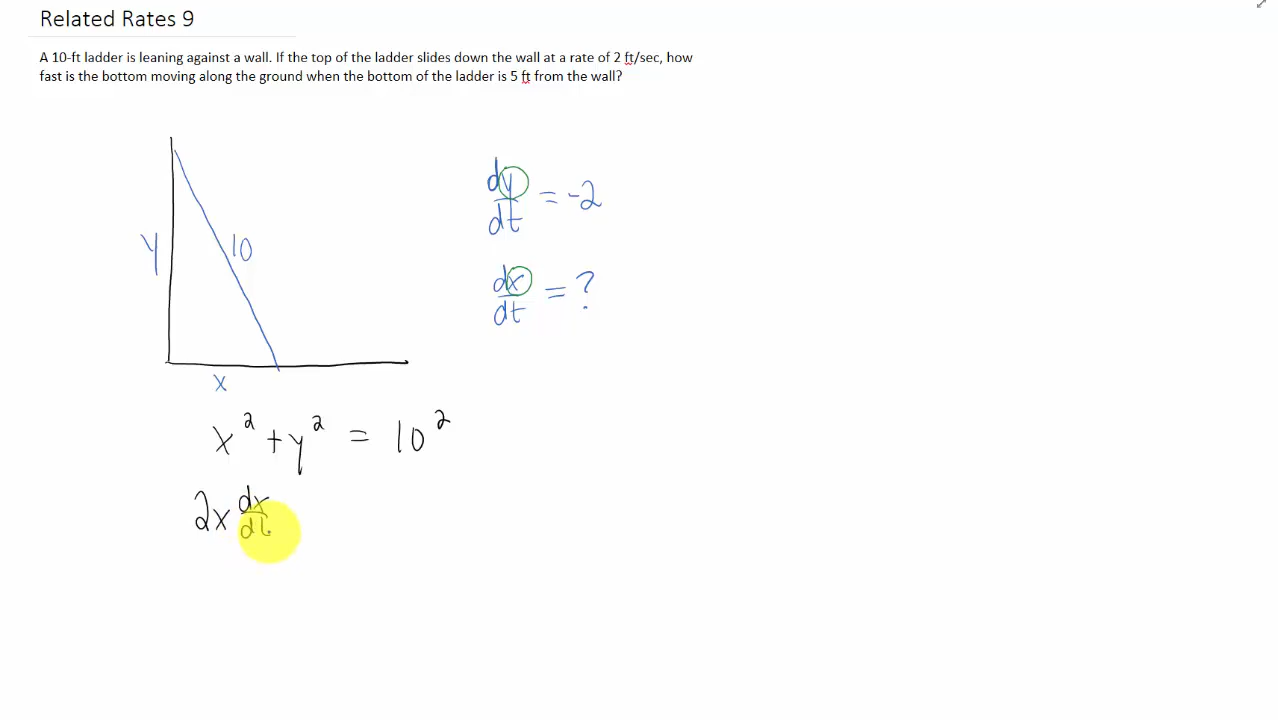 Related Rates 9
A 10-ft ladder is leaning against a wall. If the top of the ladder slides down the wall at a rate of 2 ft/sec, how
fast is the bottom moving along the ground when the bottom of the ladder is 5 ft from the wall?
dy/dt = -2
y
10
dx/dt = ?
x
x² + y² = 10²
2x dx/dt